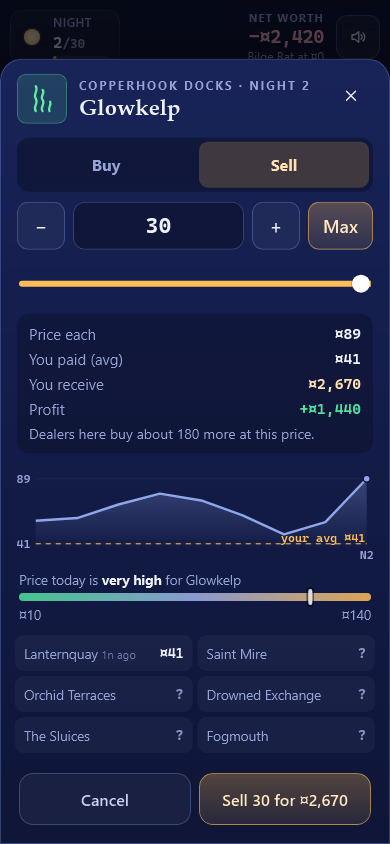 NIGHT
2/30
NET WORTH
−¤2,420
Bilge Rat at ¤0
COPPERHOOK DOCKS · NIGHT 2
Glowkelp
×
Buy
Sell
−
30
+
Max
Price each ¤89
You paid (avg) ¤41
You receive ¤2,670
Profit +¤1,440
Dealers here buy about 180 more at this price.
89
your avg ¤41
41
N2
Price today is very high for Glowkelp
¤10 ¤140
Lanternquay 1n ago ¤41
Saint Mire ?
Orchid Terraces ?
Drowned Exchange ?
The Sluices ?
Fogmouth ?
Cancel
Sell 30 for ¤2,670